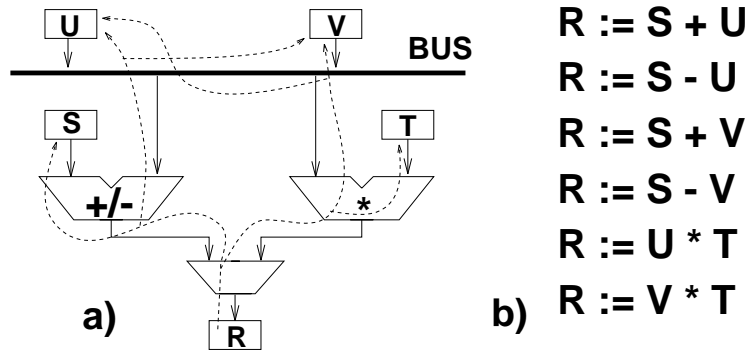 U
V
BUS
S
T
+/-
*
R
a)
b)
R := S + U
R := S - U
R := S + V
R := S - V
R := U * T
R := V * T